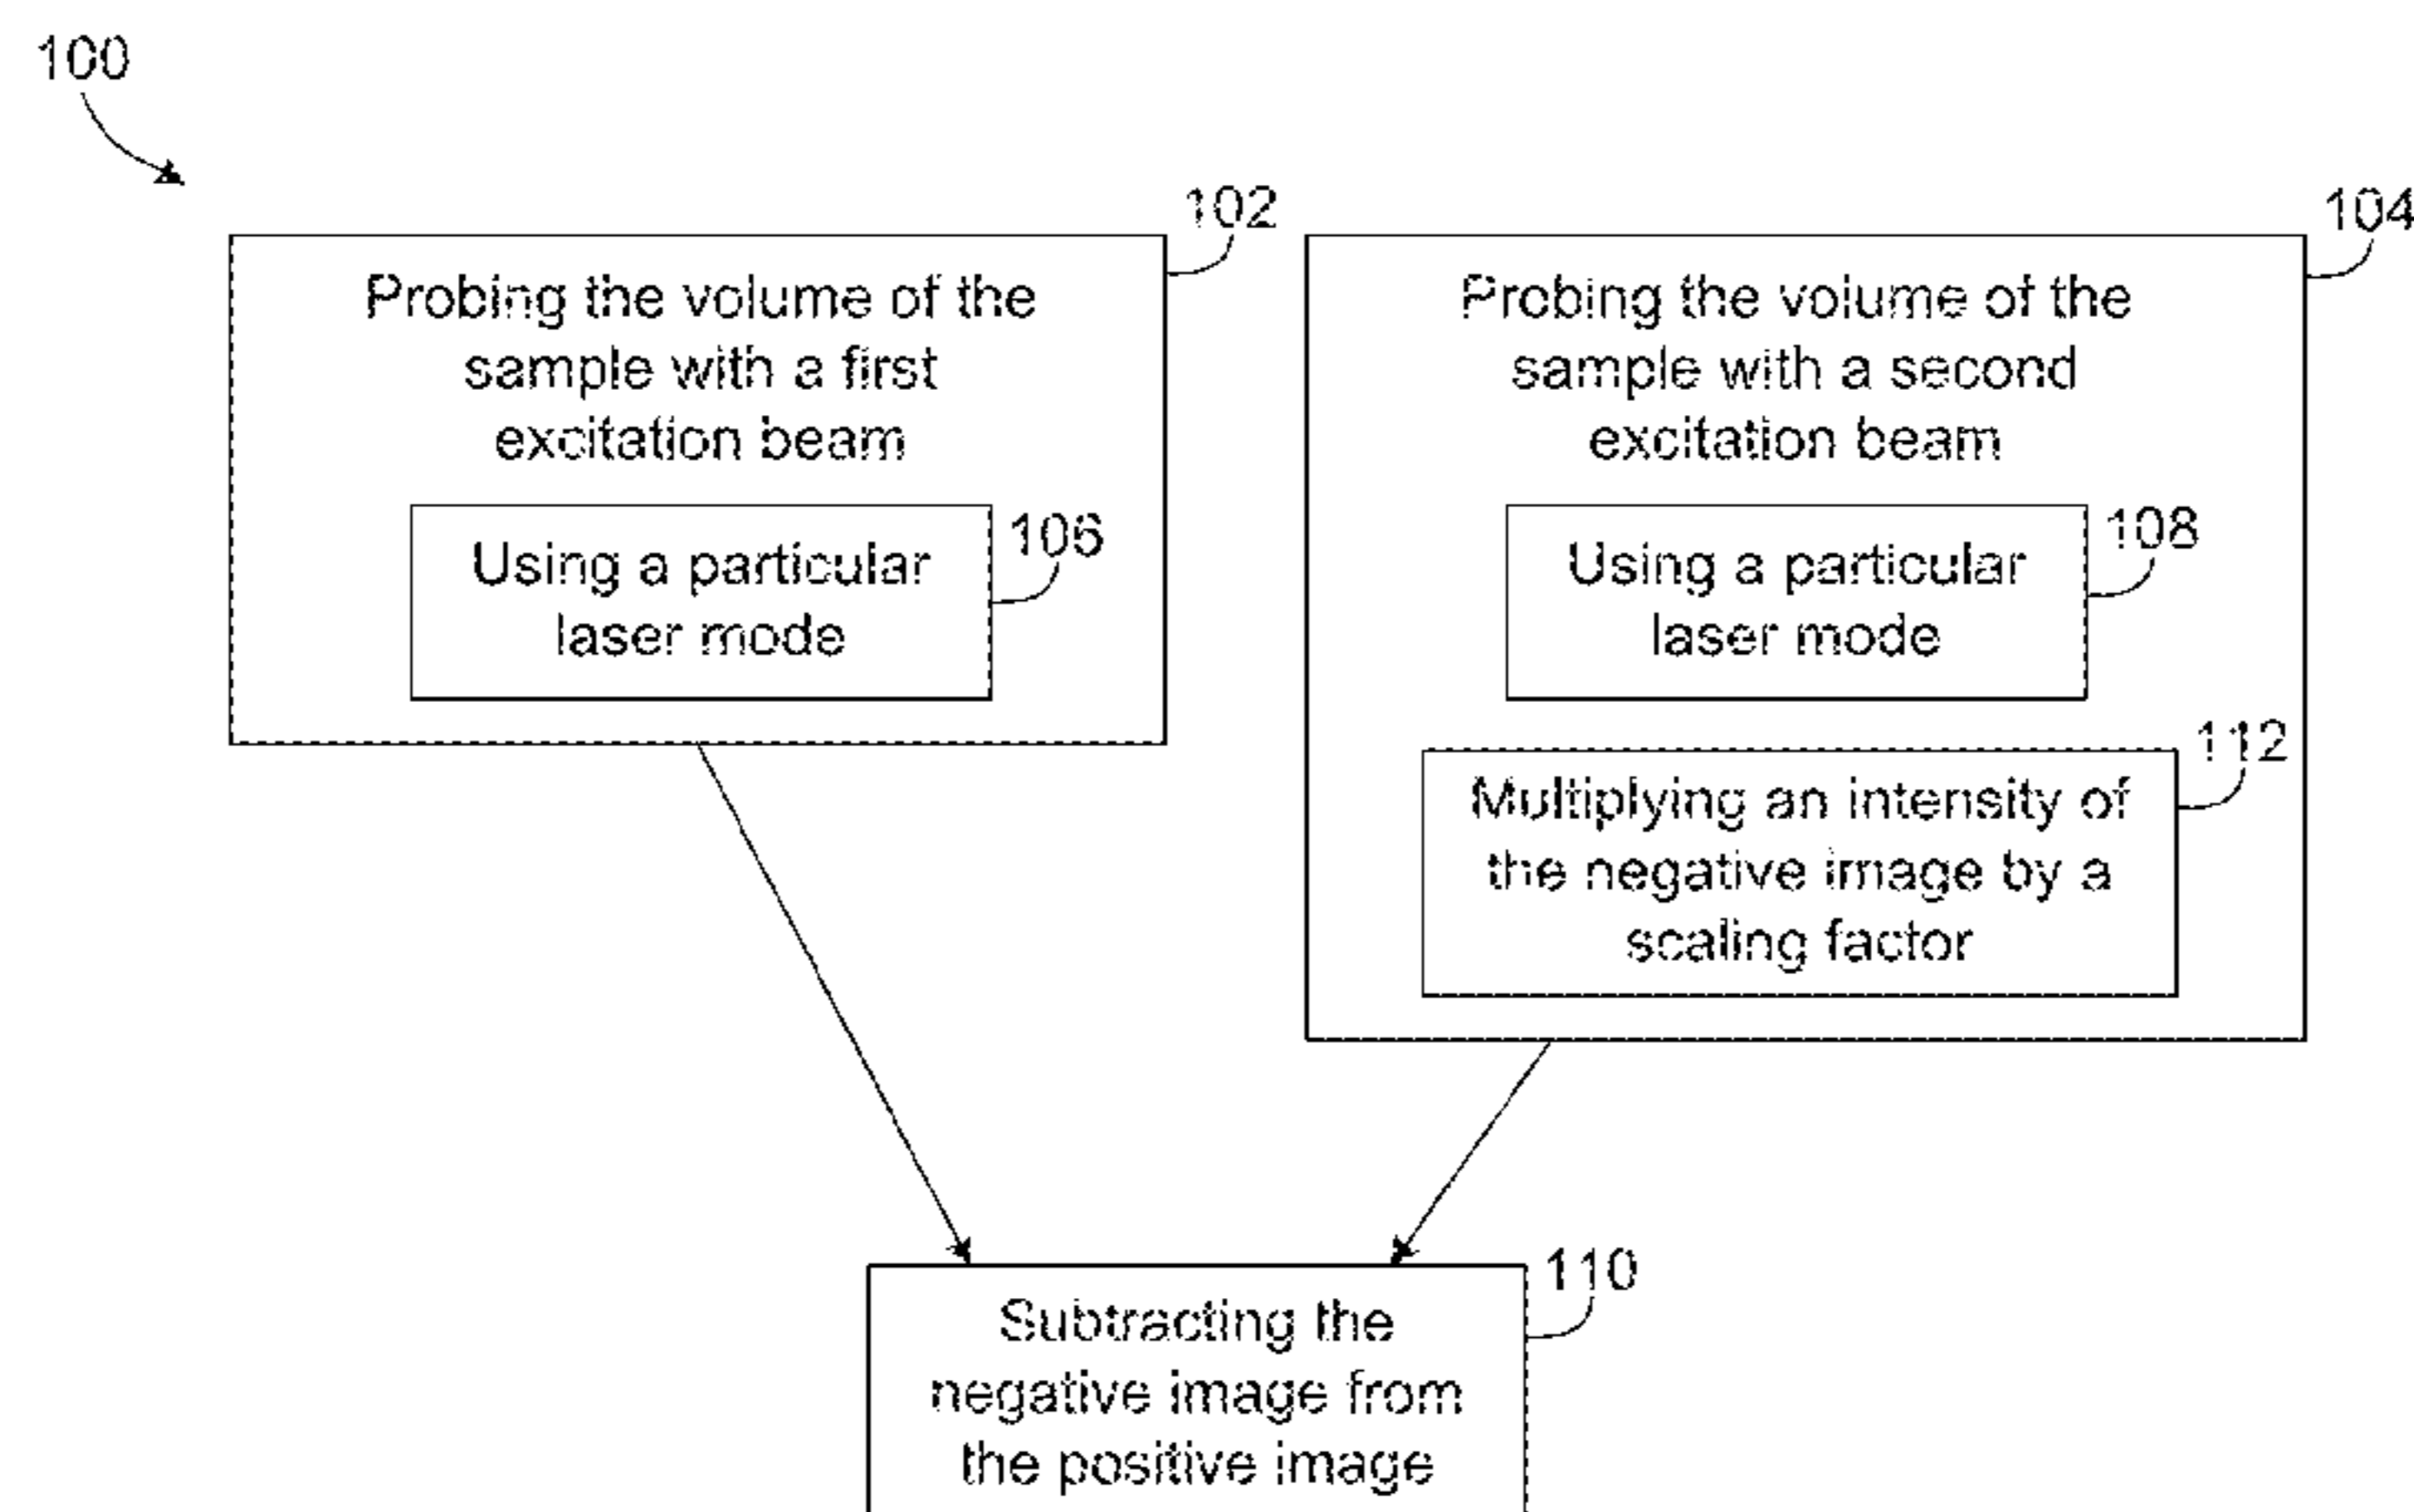 100
102
Probing the volume of the
sample with a first
excitation beam
106
Using a particular
laser mode
104
Probing the volume of the
sample with a second
excitation beam
108
Using a particular
laser mode
112
Multiplying an intensity of
the negative image by a
scaling factor
110
Subtracting the
negative image from
the positive image